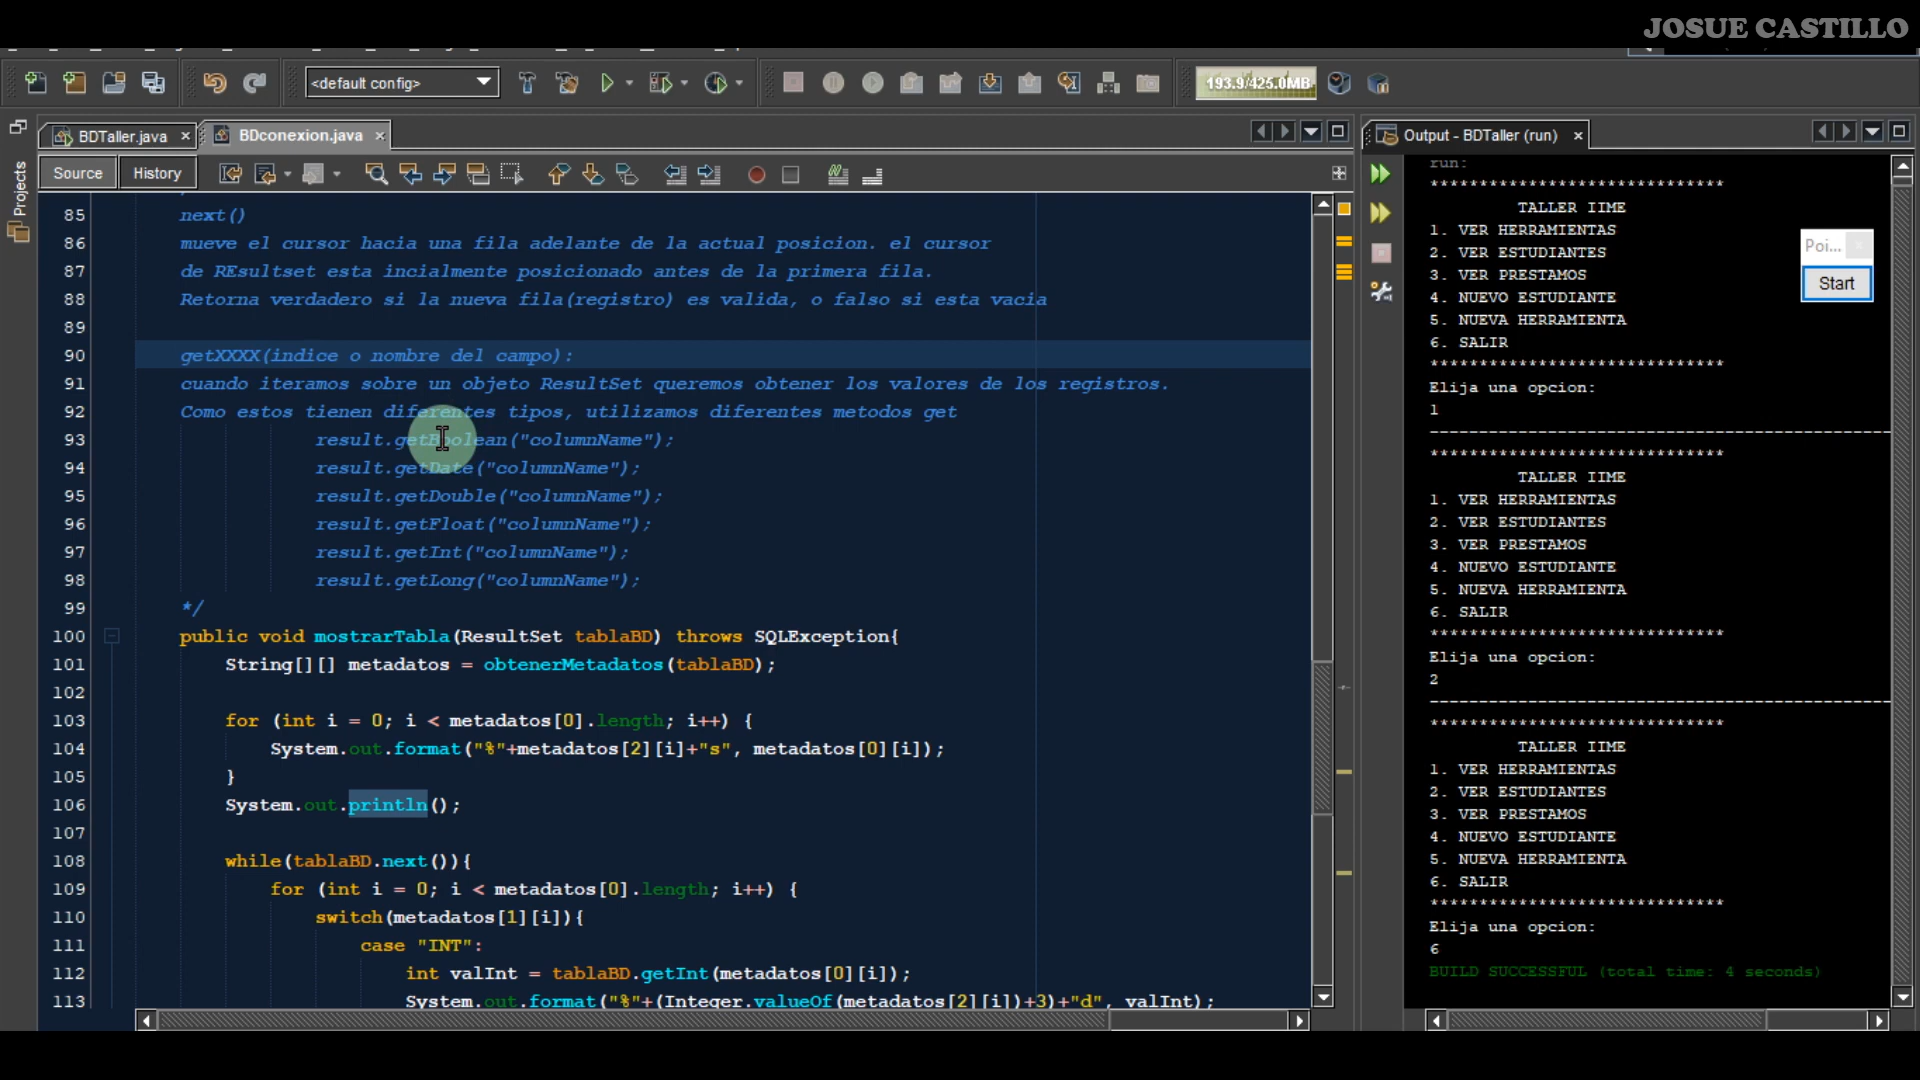 JOSUE CASTILLO
<default config>
193.9/425.0MB
BDTaller.java
BDconexion.java
Output - BDTaller (run)
Projects
Source
History
85 next()
86 mueve el cursor hacia una fila adelante de la actual posicion. el cursor
87 de REsultset esta incialmente posicionado antes de la primera fila.
88 Retorna verdadero si la nueva fila(registro) es valida, o falso si esta vacia
89
90 getXXXX(indice o nombre del campo):
91 cuando iteramos sobre un objeto ResultSet queremos obtener los valores de los registros.
92 Como estos tienen diferentes tipos, utilizamos diferentes metodos get
93 result.getBoolean("columnName");
94 result.getDate("columnName");
95 result.getDouble("columnName");
96 result.getFloat("columnName");
97 result.getInt("columnName");
98 result.getLong("columnName");
99 */
100 public void mostrarTabla(ResultSet tablaBD) throws SQLException{
101 String[][] metadatos = obtenerMetadatos(tablaBD);
102
103 for (int i = 0; i < metadatos[0].length; i++) {
104 System.out.format("%"+metadatos[2][i]+"s", metadatos[0][i]);
105 }
106 System.out.println();
107
108 while(tablaBD.next()){
109 for (int i = 0; i < metadatos[0].length; i++) {
110 switch(metadatos[1][i]){
111 case "INT":
112 int valInt = tablaBD.getInt(metadatos[0][i]);
113 System.out.format("%"+(Integer.valueOf(metadatos[2][i])+3)+"d", valInt);
run:
******************************
TALLER IIME
1. VER HERRAMIENTAS
2. VER ESTUDIANTES
3. VER PRESTAMOS
4. NUEVO ESTUDIANTE
5. NUEVA HERRAMIENTA
6. SALIR
******************************
Elija una opcion:
1
-----------------------------------------
******************************
TALLER IIME
1. VER HERRAMIENTAS
2. VER ESTUDIANTES
3. VER PRESTAMOS
4. NUEVO ESTUDIANTE
5. NUEVA HERRAMIENTA
6. SALIR
******************************
Elija una opcion:
2
-----------------------------------------
******************************
TALLER IIME
1. VER HERRAMIENTAS
2. VER ESTUDIANTES
3. VER PRESTAMOS
4. NUEVO ESTUDIANTE
5. NUEVA HERRAMIENTA
6. SALIR
******************************
Elija una opcion:
6
BUILD SUCCESSFUL (total time: 4 seconds)
Poi...
Start